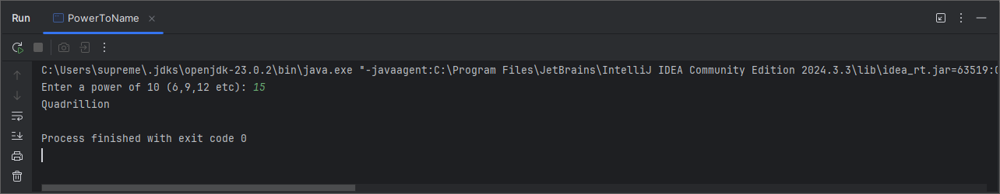 Run PowerToName
C:\Users\supreme\.jdks\openjdk-23.0.2\bin\java.exe "-javaagent:C:\Program Files\JetBrains\IntelliJ IDEA Community Edition 2024.3.3\lib\idea_rt.jar=63519:C
Enter a power of 10 (6,9,12 etc): 15
Quadrillion
Process finished with exit code 0